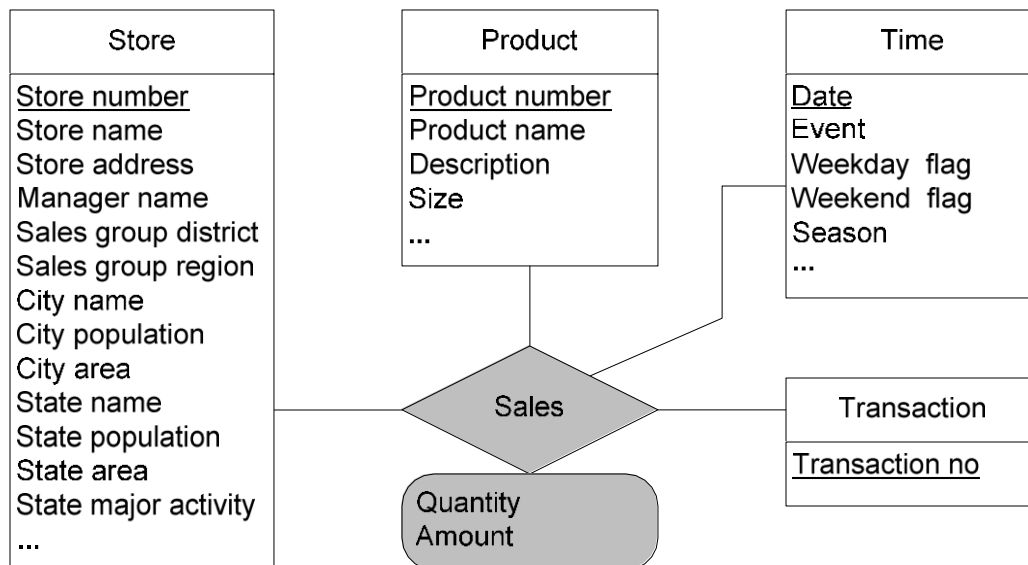 Store
Store number
Store name
Store address
Manager name
Sales group district
Sales group region
City name
City population
City area
State name
State population
State area
State major activity
...
Product
Product number
Product name
Description
Size
...
Time
Date
Event
Weekday flag
Weekend flag
Season
...
Sales
Quantity
Amount
Transaction
Transaction no